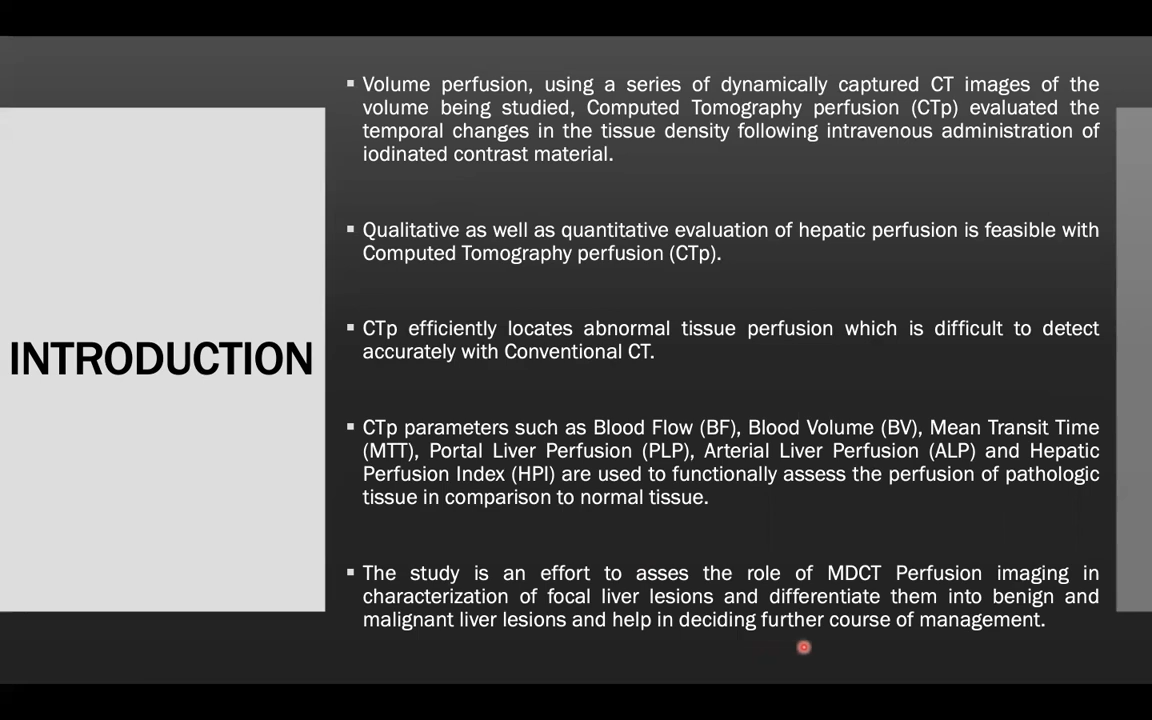 INTRODUCTION
▪ Volume perfusion, using a series of dynamically captured CT images of the
volume being studied, Computed Tomography perfusion (CTp) evaluated the
temporal changes in the tissue density following intravenous administration of
iodinated contrast material.
▪ Qualitative as well as quantitative evaluation of hepatic perfusion is feasible with
Computed Tomography perfusion (CTp).
▪ CTp efficiently locates abnormal tissue perfusion which is difficult to detect
accurately with Conventional CT.
▪ CTp parameters such as Blood Flow (BF), Blood Volume (BV), Mean Transit Time
(MTT), Portal Liver Perfusion (PLP), Arterial Liver Perfusion (ALP) and Hepatic
Perfusion Index (HPI) are used to functionally assess the perfusion of pathologic
tissue in comparison to normal tissue.
▪ The study is an effort to asses the role of MDCT Perfusion imaging in
characterization of focal liver lesions and differentiate them into benign and
malignant liver lesions and help in deciding further course of management.